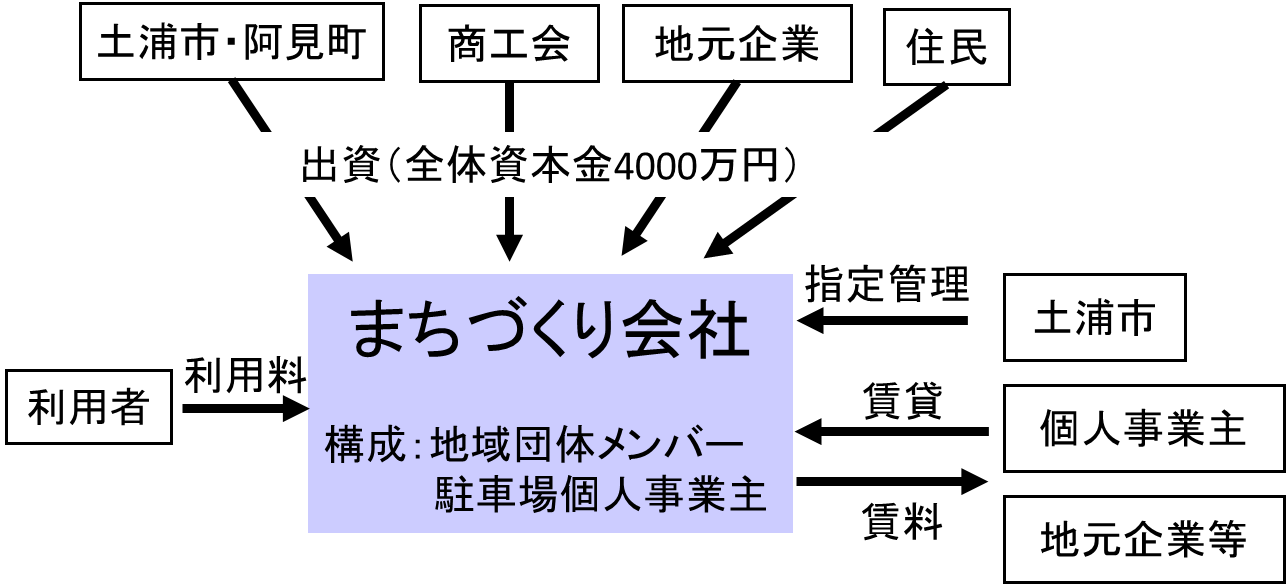 土浦市・阿見町
商工会
地元企業
住民
出資（全体資本金4000万円）
まちづくり会社
構成：地域団体メンバー
駐車場個人事業主
利用者
利用料
指定管理
土浦市
賃貸
個人事業主
賃料
地元企業等